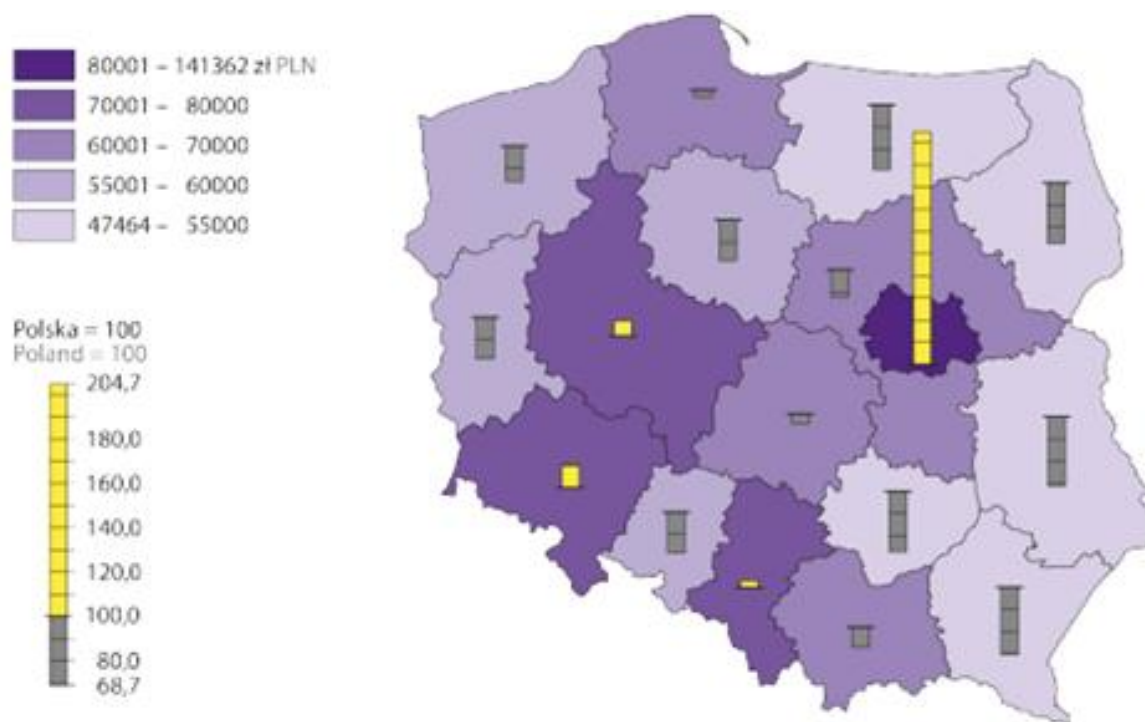 80001 – 141362 zł PLN
70001 – 80000
60001 – 70000
55001 – 60000
47464 – 55000
Polska = 100
Poland = 100
204,7
180,0
160,0
140,0
120,0
100,0
80,0
68,7